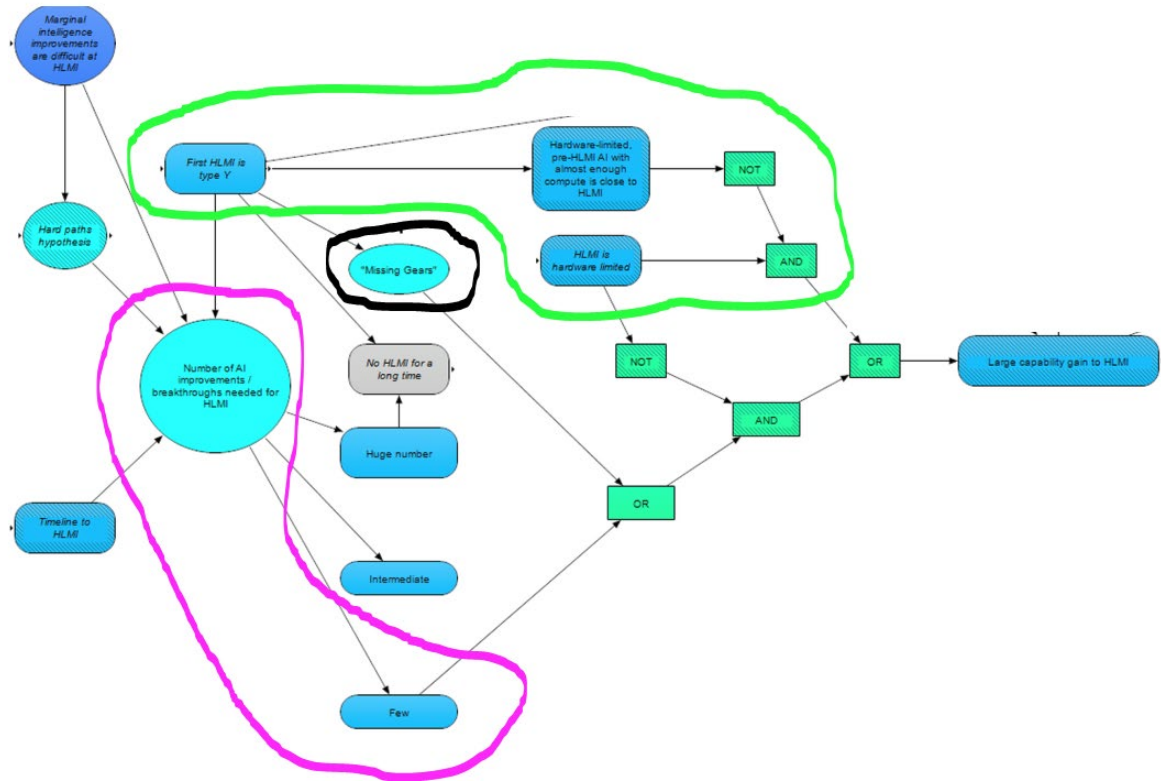 Marginal
intelligence
improvements
are difficult at
HLMI
First HLMI is
type Y
Hardware-limited,
pre-HLMI AI with
almost enough
compute is close to
HLMI
NOT
Hard paths
hypothesis
"Missing Gears"
HLMI is
hardware limited
AND
Number of AI
improvements /
breakthroughs needed for
HLMI
No HLMI for a
long time
NOT
OR
Large capability gain to HLMI
AND
Huge number
OR
Timeline to
HLMI
Intermediate
Few